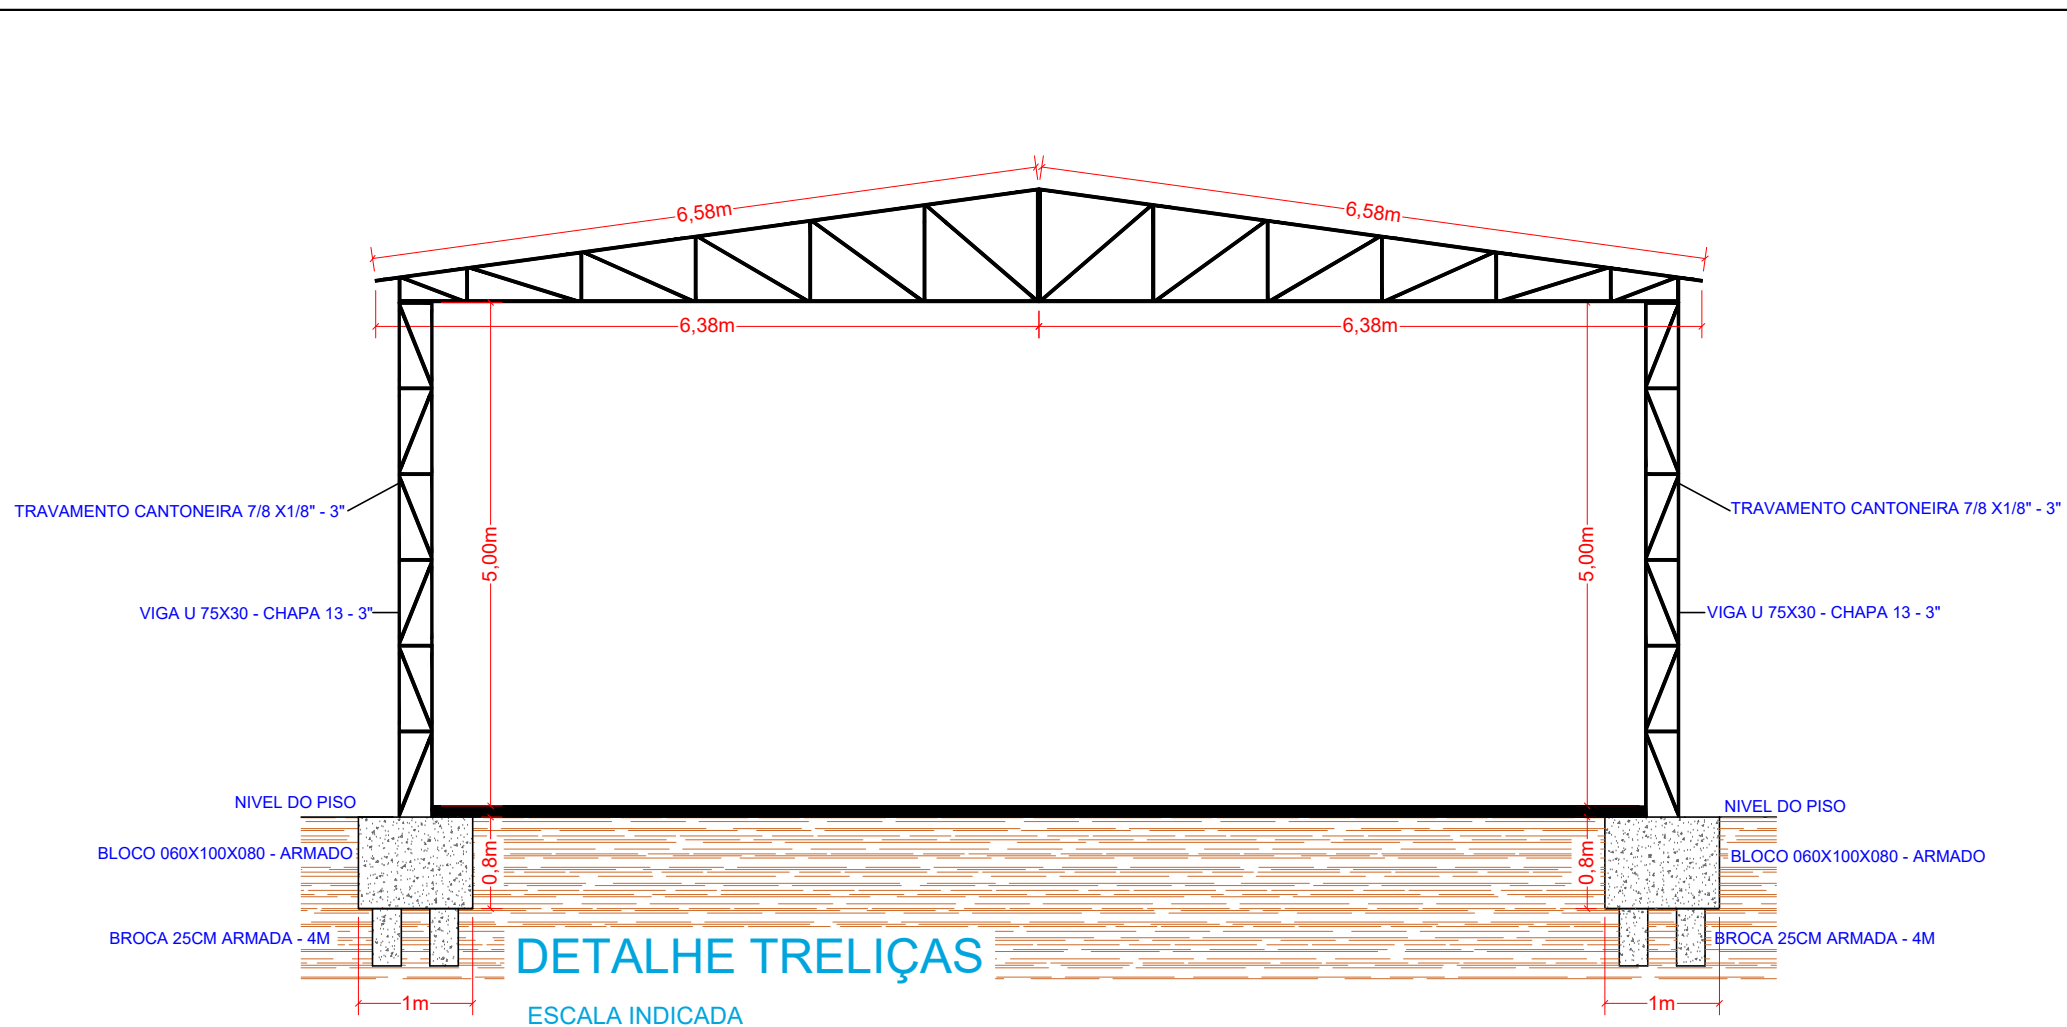 6,58m
6,58m
6,38m
6,38m
TRAVAMENTO CANTONEIRA 7/8 X1/8" - 3"
TRAVAMENTO CANTONEIRA 7/8 X1/8" - 3"
5,00m
5,00m
VIGA U 75X30 - CHAPA 13 - 3"
VIGA U 75X30 - CHAPA 13 - 3"
NIVEL DO PISO
NIVEL DO PISO
BLOCO 060X100X080 - ARMADO
0,8m
0,8m
BLOCO 060X100X080 - ARMADO
BROCA 25CM ARMADA - 4M
BROCA 25CM ARMADA - 4M
DETALHE TRELIÇAS
1m
1m
ESCALA INDICADA